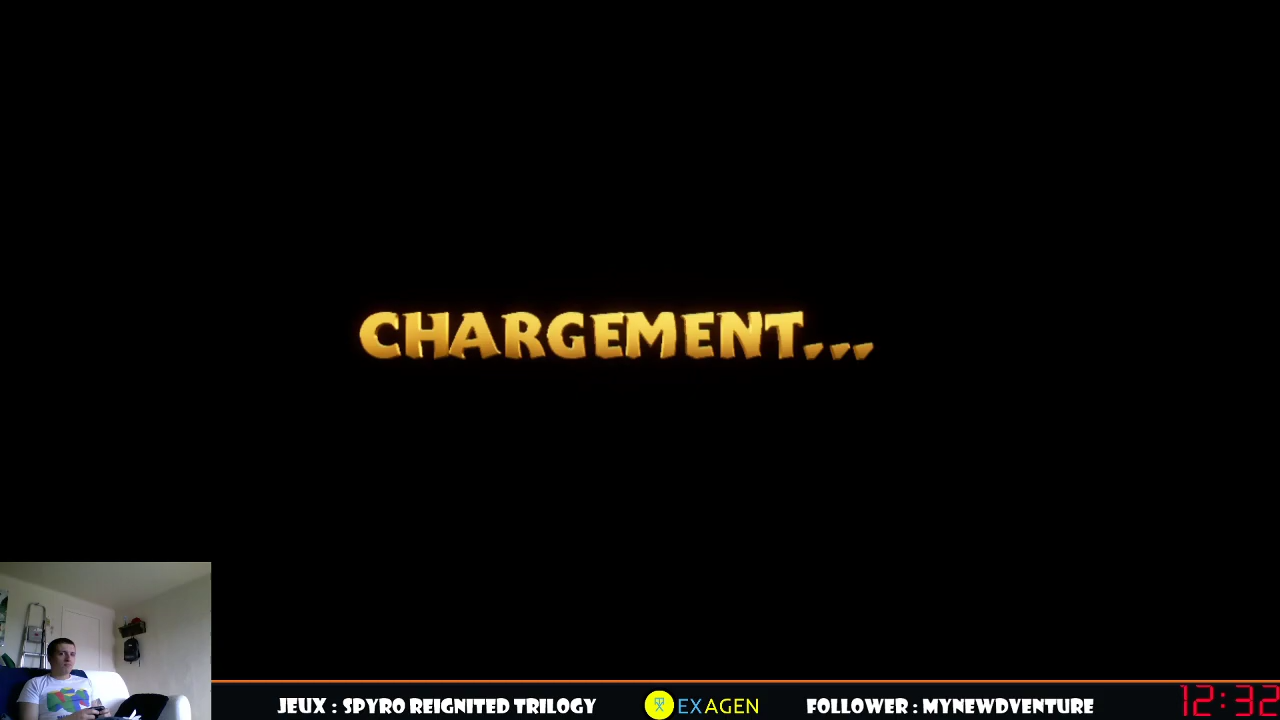 CHARGEMENT...
JEUX : SPYRO REIGNITED TRILOGY
EXAGEN
FOLLOWER : MYNEWDVENTURE
12:32